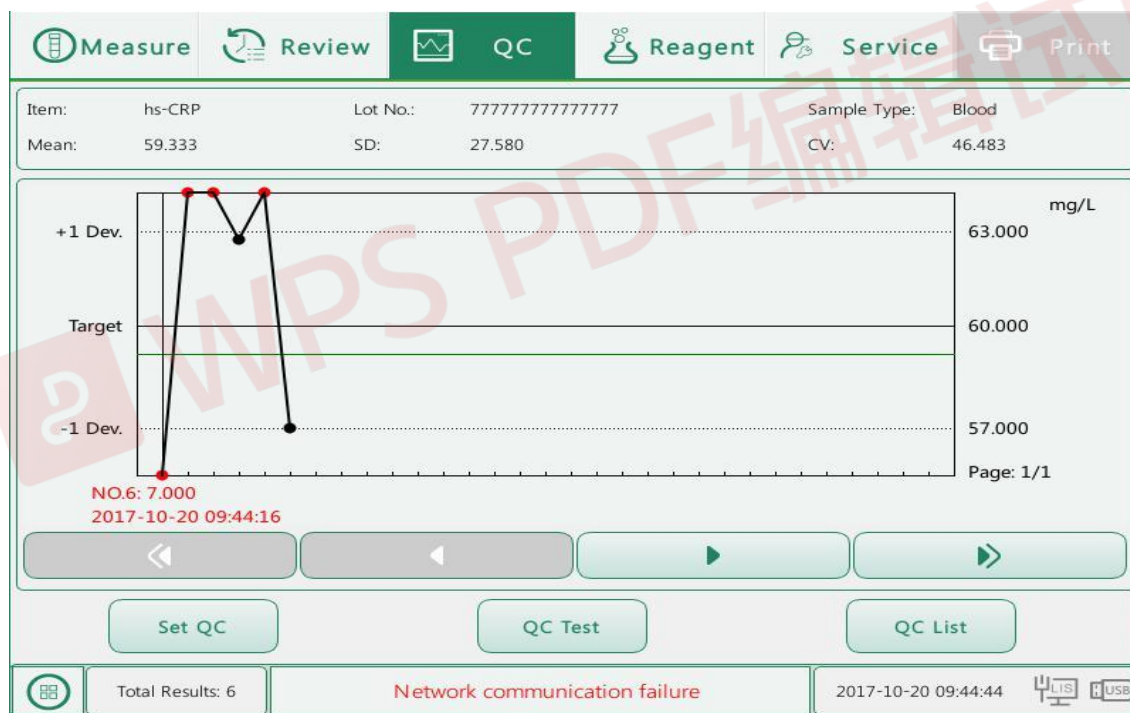 Measure Review QC Reagent Service Print
Item: hs-CRP Lot No.: 777777777777777 Sample Type: Blood
Mean: 59.333 SD: 27.580 CV: 46.483
mg/L
+1 Dev. 63.000
Target 60.000
-1 Dev. 57.000
Page: 1/1
NO.6: 7.000
2017-10-20 09:44:16
Set QC QC Test QC List
Total Results: 6 Network communication failure 2017-10-20 09:44:44 LIS USB
WPS PDF编辑试